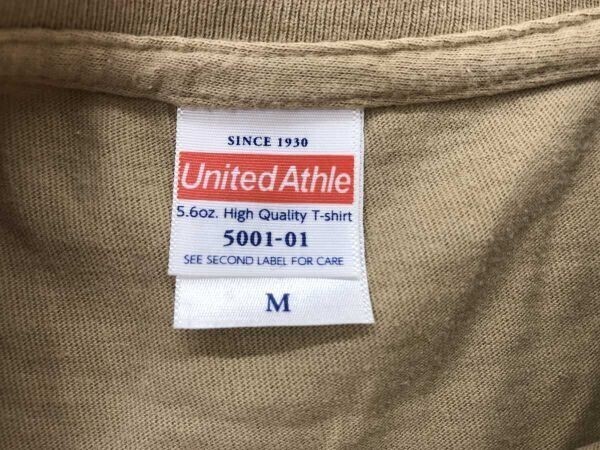 SINCE 1930
United Athle
5.6oz. High Quality T-shirt
5001-01
SEE SECOND LABEL FOR CARE
M